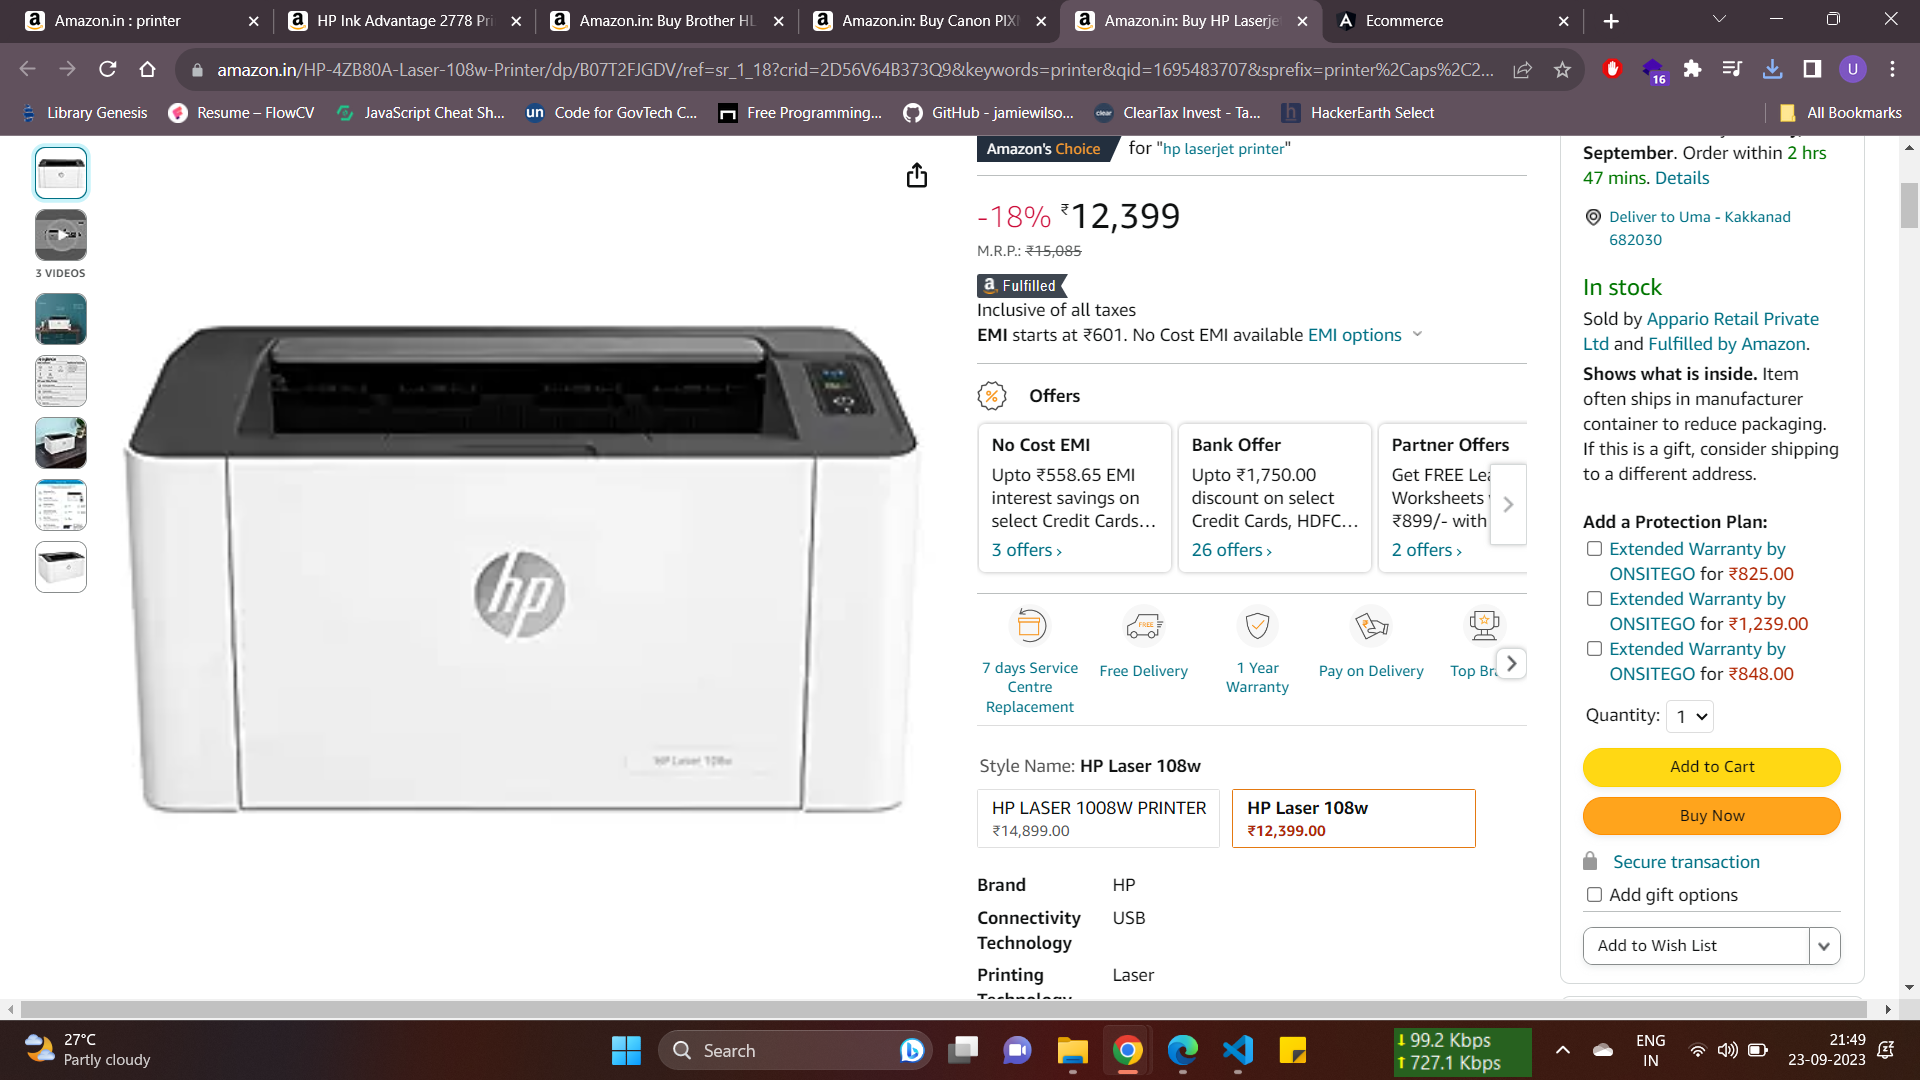 Amazon.in : printer
HP Ink Advantage 2778 Pri
Amazon.in: Buy Brother HL
Amazon.in: Buy Canon PIXM
Amazon.in: Buy HP Laserje
Ecommerce
amazon.in/HP-4ZB80A-Laser-108w-Printer/dp/B07T2FJGDV/ref=sr_1_18?crid=2D56V64B373Q9&keywords=printer&qid=1695483707&sprefix=printer%2Caps%2C2...
16
U
Library Genesis
Resume – FlowCV
JavaScript Cheat Sh...
un Code for GovTech C...
Free Programming...
GitHub - jamiewilso...
clear ClearTax Invest - Ta...
h HackerEarth Select
All Bookmarks
3 VIDEOS
hp
HP Laser 108w
Amazon's Choice for "hp laserjet printer"
-18% ₹12,399
M.R.P.: ₹15,085
a Fulfilled
Inclusive of all taxes
EMI starts at ₹601. No Cost EMI available EMI options
% Offers
No Cost EMI
Upto ₹558.65 EMI
interest savings on
select Credit Cards...
3 offers ›
Bank Offer
Upto ₹1,750.00
discount on select
Credit Cards, HDFC...
26 offers ›
Partner Offers
Get FREE Lea
Worksheets
₹899/- with
2 offers ›
7 days Service
Centre
Replacement
FREE
Free Delivery
1 Year
Warranty
Pay on Delivery
Top Br
Style Name: HP Laser 108w
HP LASER 1008W PRINTER
₹14,899.00
HP Laser 108w
₹12,399.00
Brand HP
Connectivity USB
Technology
Printing Laser
Technology
September. Order within 2 hrs
47 mins. Details
Deliver to Uma - Kakkanad
682030
In stock
Sold by Appario Retail Private
Ltd and Fulfilled by Amazon.
Shows what is inside. Item
often ships in manufacturer
container to reduce packaging.
If this is a gift, consider shipping
to a different address.
Add a Protection Plan:
Extended Warranty by
ONSITEGO for ₹825.00
Extended Warranty by
ONSITEGO for ₹1,239.00
Extended Warranty by
ONSITEGO for ₹848.00
Quantity: 1
Add to Cart
Buy Now
Secure transaction
Add gift options
Add to Wish List
27°C
Partly cloudy
Search
99.2 Kbps
727.1 Kbps
ENG
IN
21:49
23-09-2023